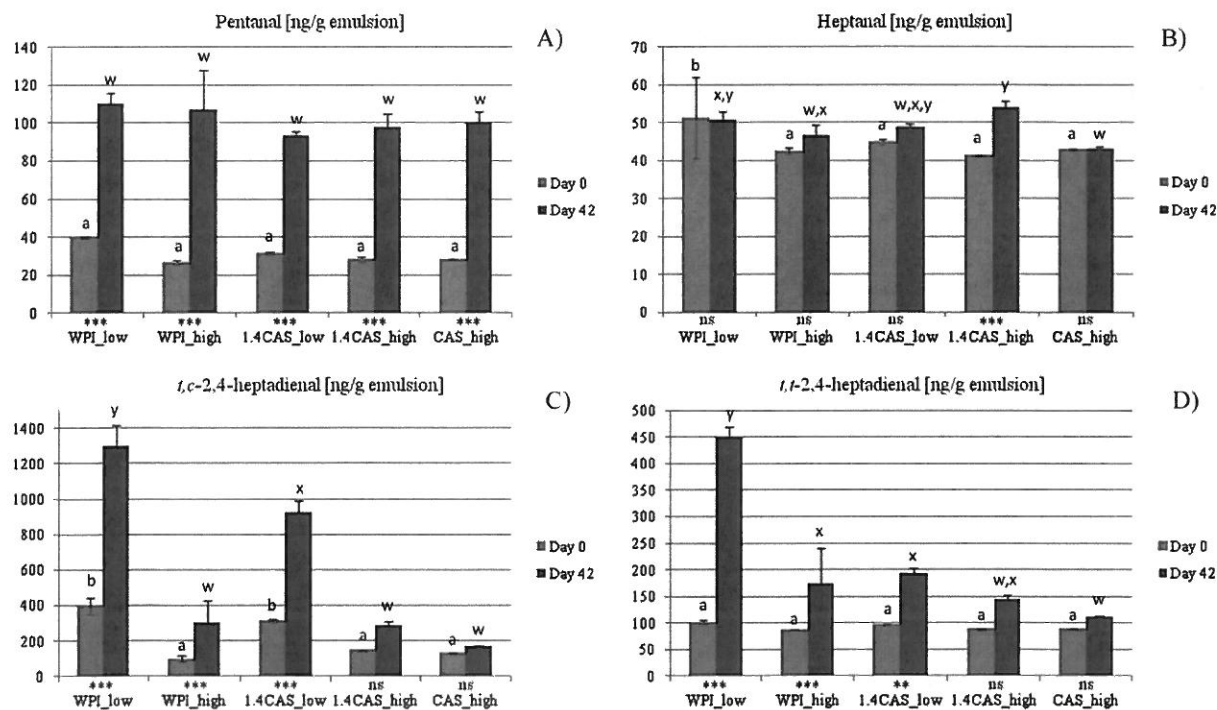 Pentanal [ng/g emulsion]
A)
140
120
100
80
60
40
20
0
w
w
w
w
w
a
a
a
a
a
Day 0
Day 42
*** *** *** *** ***
WPI_low WPI_high 1.4CAS_low 1.4CAS_high CAS_high
Heptanal [ng/g emulsion]
B)
70
60
50
40
30
20
10
0
b
x,y
a
w,x
a
w,x,y
a
y
a
w
Day 0
Day 42
ns ns ns *** ns
WPI_low WPI_high 1.4CAS_low 1.4CAS_high CAS_high
t,c-2,4-heptadienal [ng/g emulsion]
C)
1400
1200
1000
800
600
400
200
0
b
y
a
w
b
x
a
w
a
w
Day 0
Day 42
*** *** *** ns ns
WPI_low WPI_high 1.4CAS_low 1.4CAS_high CAS_high
t,t-2,4-heptadienal [ng/g emulsion]
D)
500
450
400
350
300
250
200
150
100
50
0
a
y
a
x
a
x
a
w,x
a
w
Day 0
Day 42
*** *** ** ns ns
WPI_low WPI_high 1.4CAS_low 1.4CAS_high CAS_high